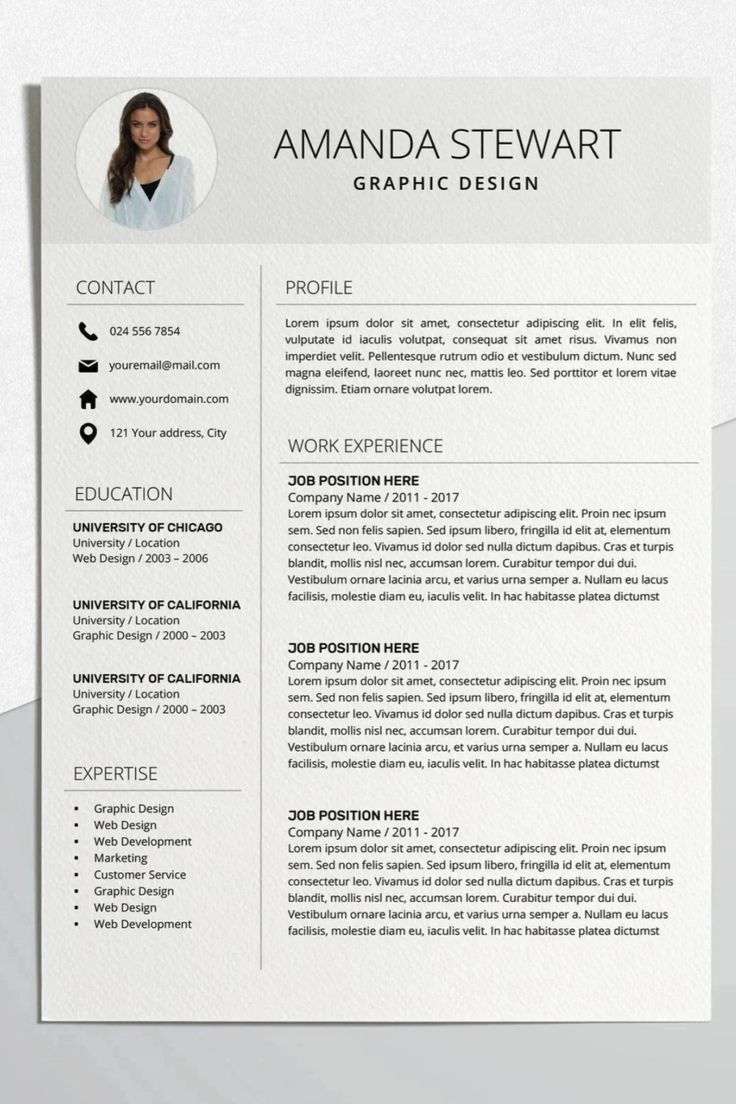 AMANDA STEWART
GRAPHIC DESIGN
CONTACT
024 556 7854
youremail@mail.com
www.yourdomain.com
121 Your address, City
EDUCATION
UNIVERSITY OF CHICAGO
University / Location
Web Design / 2003 – 2006
UNIVERSITY OF CALIFORNIA
University / Location
Graphic Design / 2000 – 2003
UNIVERSITY OF CALIFORNIA
University / Location
Graphic Design / 2000 – 2003
EXPERTISE
▪ Graphic Design
▪ Web Design
▪ Web Development
▪ Marketing
▪ Customer Service
▪ Graphic Design
▪ Web Design
▪ Web Development
PROFILE
Lorem ipsum dolor sit amet, consectetur adipiscing elit. In elit felis,
vulputate id iaculis volutpat, consequat sit amet risus. Vivamus non
imperdiet velit. Pellentesque rutrum odio et vestibulum dictum. Nunc sed
magna eleifend, laoreet nunc nec, mattis leo. Sed porttitor et lorem vitae
dignissim. Etiam ornare volutpat lorem.
WORK EXPERIENCE
JOB POSITION HERE
Company Name / 2011 - 2017
Lorem ipsum dolor sit amet, consectetur adipiscing elit. Proin nec ipsum
sem. Sed non felis sapien. Sed ipsum libero, fringilla id elit at, elementum
consectetur leo. Vivamus id dolor sed nulla dictum dapibus. Cras et turpis
blandit, mollis nisl nec, accumsan lorem. Curabitur tempor dui dui.
Vestibulum ornare lacinia arcu, et varius urna semper a. Nullam eu lacus
facilisis, molestie diam eu, iaculis velit. In hac habitasse platea dictumst
JOB POSITION HERE
Company Name / 2011 - 2017
Lorem ipsum dolor sit amet, consectetur adipiscing elit. Proin nec ipsum
sem. Sed non felis sapien. Sed ipsum libero, fringilla id elit at, elementum
consectetur leo. Vivamus id dolor sed nulla dictum dapibus. Cras et turpis
blandit, mollis nisl nec, accumsan lorem. Curabitur tempor dui dui.
Vestibulum ornare lacinia arcu, et varius urna semper a. Nullam eu lacus
facilisis, molestie diam eu, iaculis velit. In hac habitasse platea dictumst
JOB POSITION HERE
Company Name / 2011 - 2017
Lorem ipsum dolor sit amet, consectetur adipiscing elit. Proin nec ipsum
sem. Sed non felis sapien. Sed ipsum libero, fringilla id elit at, elementum
consectetur leo. Vivamus id dolor sed nulla dictum dapibus. Cras et turpis
blandit, mollis nisl nec, accumsan lorem. Curabitur tempor dui dui.
Vestibulum ornare lacinia arcu, et varius urna semper a. Nullam eu lacus
facilisis, molestie diam eu, iaculis velit. In hac habitasse platea dictumst